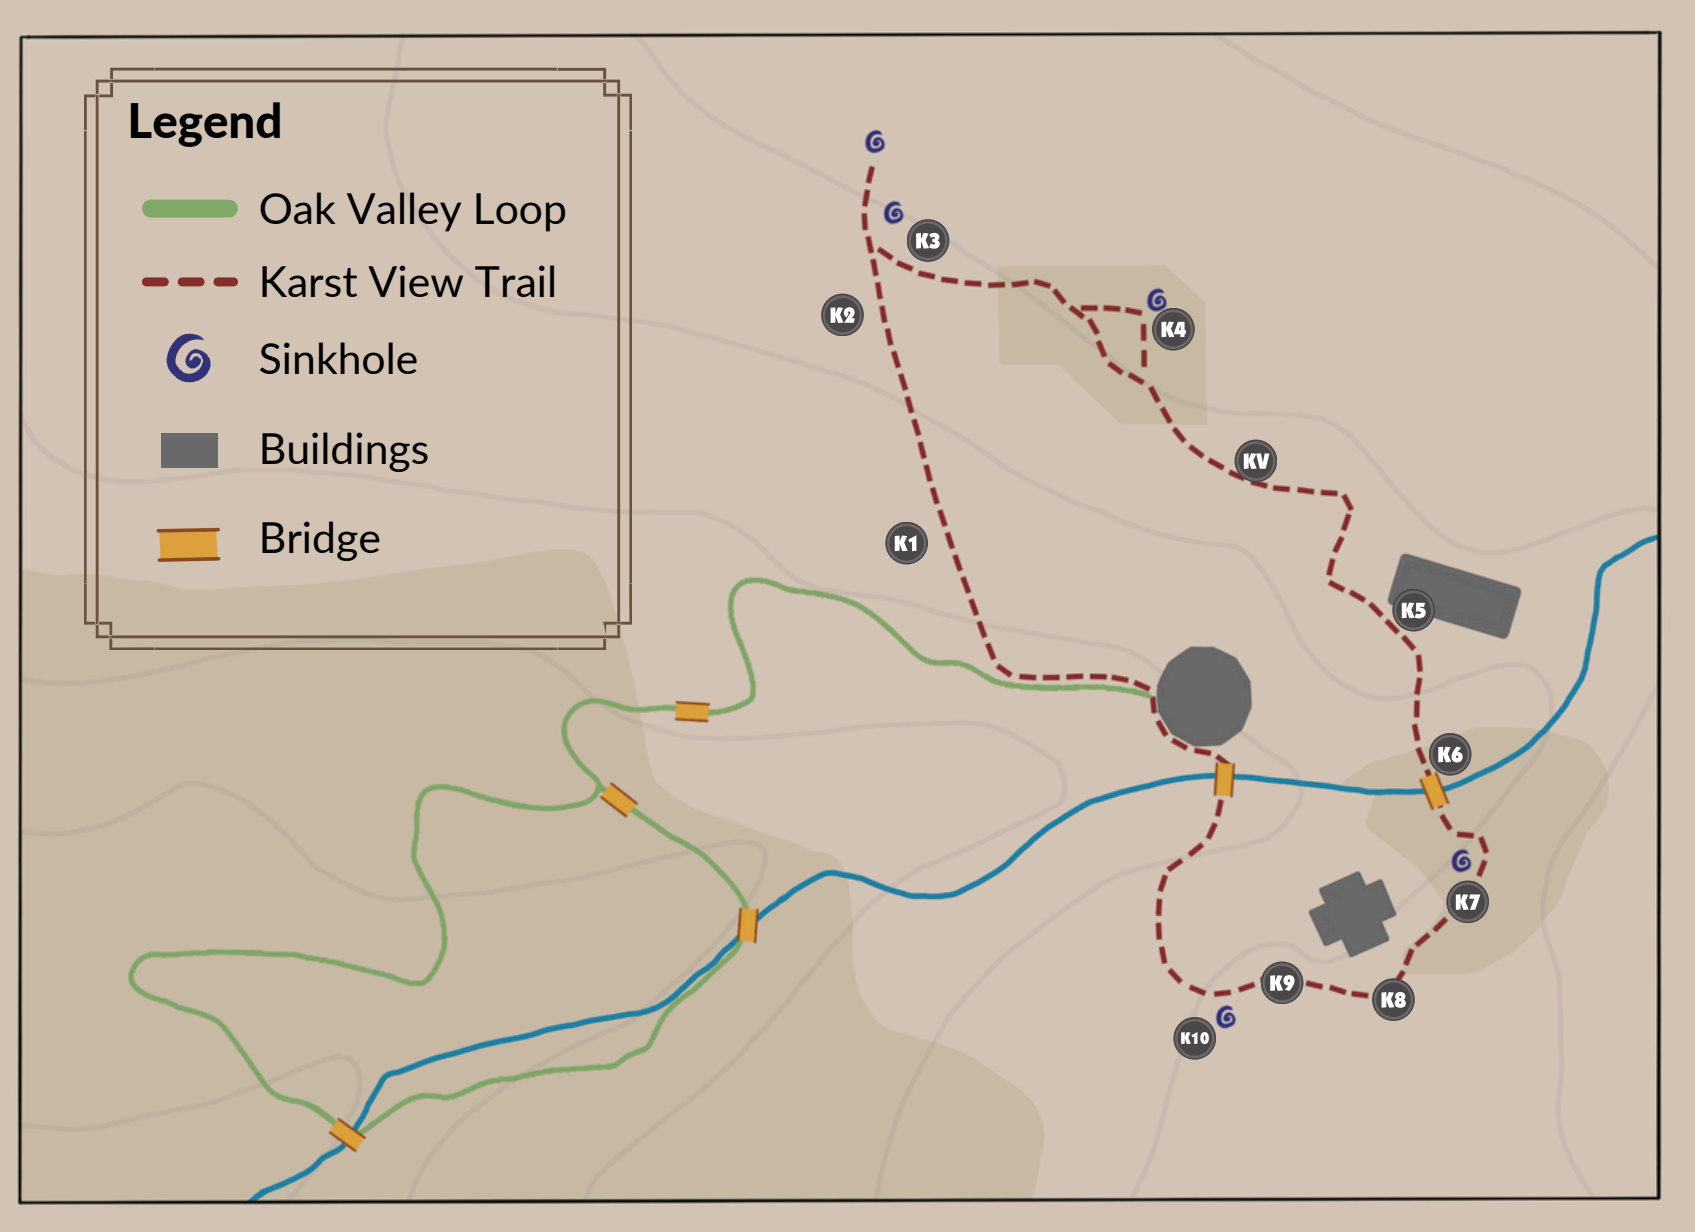 Legend
Oak Valley Loop
Karst View Trail
Sinkhole
Buildings
Bridge
K3
K2
K4
KV
K1
K5
K6
K7
K9
K8
K10